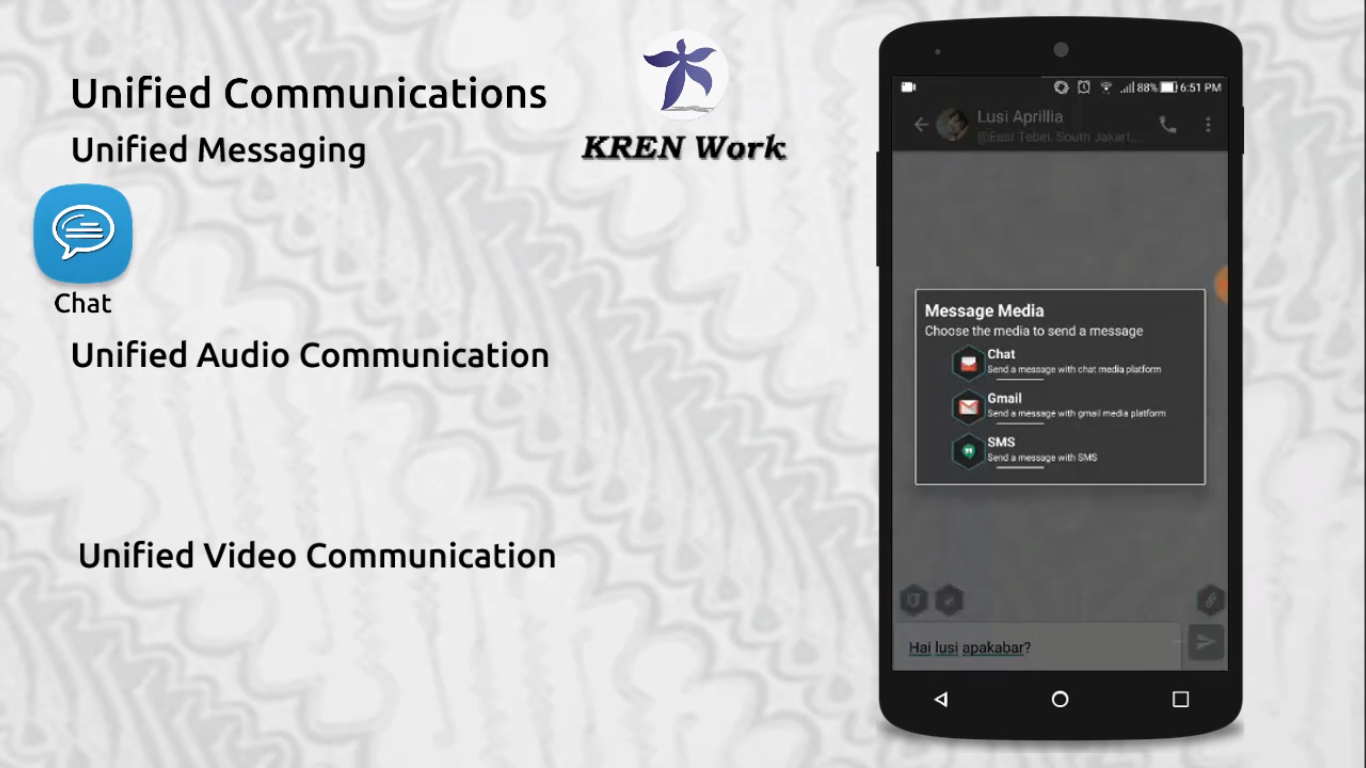 Unified Communications
Unified Messaging
Chat
Unified Audio Communication
Unified Video Communication
KREN Work
88% 6:51 PM
Lusi Aprillia
@East Tebet, South Jakart...
Message Media
Choose the media to send a message
Chat
Send a message with chat media platform
Gmail
Send a message with gmail media platform
SMS
Send a message with SMS
Hai lusi apakabar?